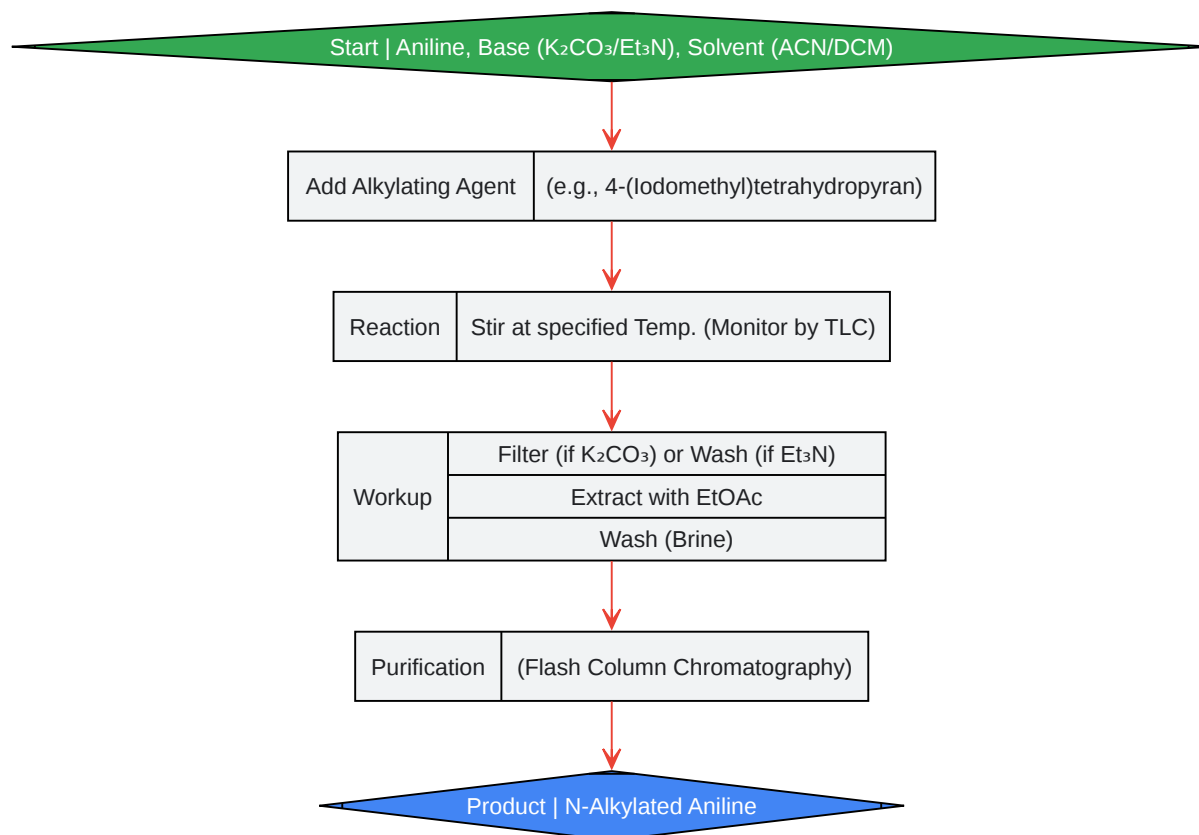 Start | Aniline, Base (K₂CO₃/Et₃N), Solvent (ACN/DCM)
Add Alkylating Agent
(e.g., 4-(Iodomethyl)tetrahydropyran)
Reaction
Stir at specified Temp. (Monitor by TLC)
Workup
Filter (if K₂CO₃) or Wash (if Et₃N)
Extract with EtOAc
Wash (Brine)
Purification
(Flash Column Chromatography)
Product | N-Alkylated Aniline